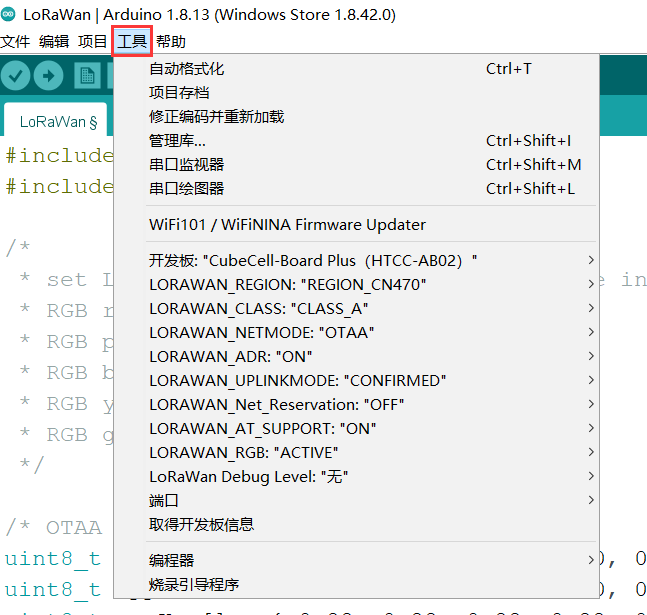 LoRaWan | Arduino 1.8.13 (Windows Store 1.8.42.0)
文件 编辑 项目 工具 帮助
自动格式化 Ctrl+T
项目存档
修正编码并重新加载
管理库... Ctrl+Shift+I
串口监视器 Ctrl+Shift+M
串口绘图器 Ctrl+Shift+L
WiFi101 / WiFiNINA Firmware Updater
开发板: "CubeCell-Board Plus（HTCC-AB02）"
LORAWAN_REGION: "REGION_CN470"
LORAWAN_CLASS: "CLASS_A"
LORAWAN_NETMODE: "OTAA"
LORAWAN_ADR: "ON"
LORAWAN_UPLINKMODE: "CONFIRMED"
LORAWAN_Net_Reservation: "OFF"
LORAWAN_AT_SUPPORT: "ON"
LORAWAN_RGB: "ACTIVE"
LoRaWan Debug Level: "无"
端口
取得开发板信息
编程器
烧录引导程序
LoRaWan §
#include
#include
/*
* set L e in
* RGB r
* RGB p
* RGB b
* RGB y
* RGB g
*/
/* OTAA
uint8_t 0, 0
uint8_t 0, 0